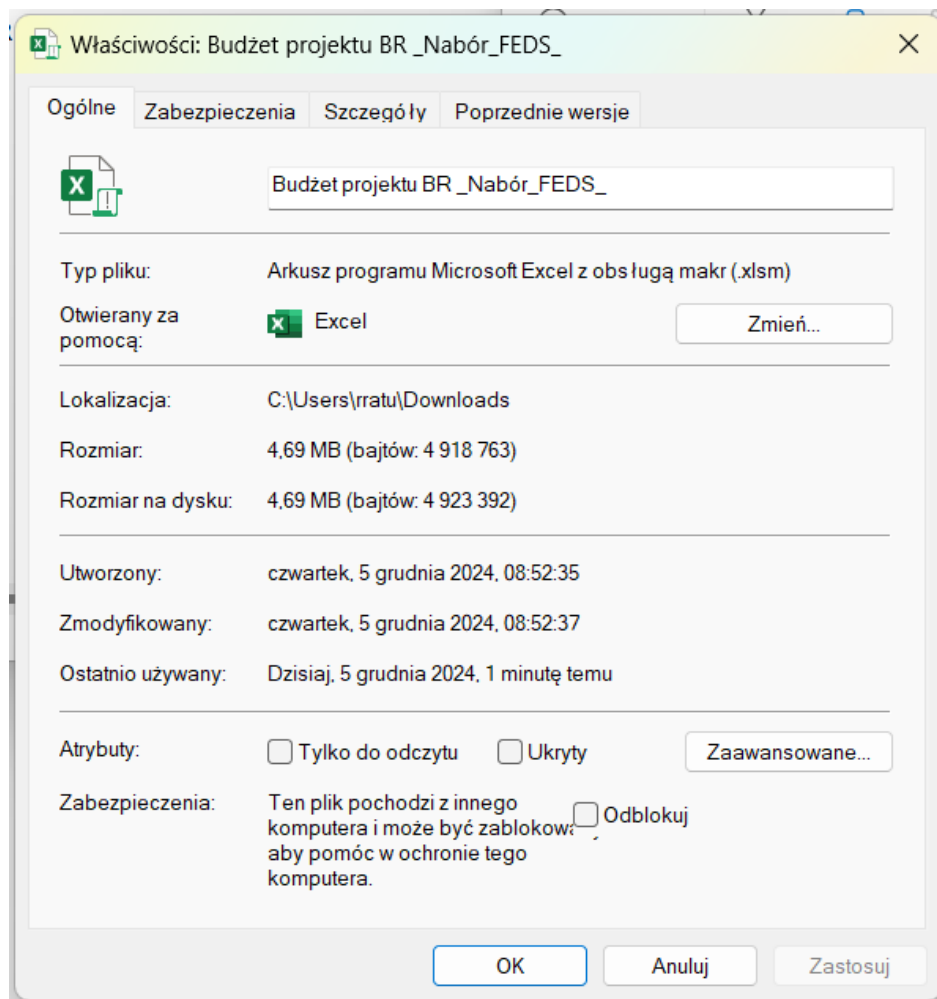 Właściwości: Budżet projektu BR _Nabór_FEDS_
Ogólne
Zabezpieczenia
Szczegóły
Poprzednie wersje
Budżet projektu BR _Nabór_FEDS_
Typ pliku:
Arkusz programu Microsoft Excel z obsługą makr (.xlsm)
Otwierany za
pomocą:
Excel
Zmień...
Lokalizacja:
C:\Users\rratu\Downloads
Rozmiar:
4,69 MB (bajtów: 4 918 763)
Rozmiar na dysku:
4,69 MB (bajtów: 4 923 392)
Utworzony:
czwartek, 5 grudnia 2024, 08:52:35
Zmodyfikowany:
czwartek, 5 grudnia 2024, 08:52:37
Ostatnio używany:
Dzisiaj, 5 grudnia 2024, 1 minutę temu
Atrybuty:
Tylko do odczytu
Ukryty
Zaawansowane...
Zabezpieczenia:
Ten plik pochodzi z innego
komputera i może być
aby pomóc w ochronie tego
komputera.
Odblokuj
OK
Anuluj
Zastosuj